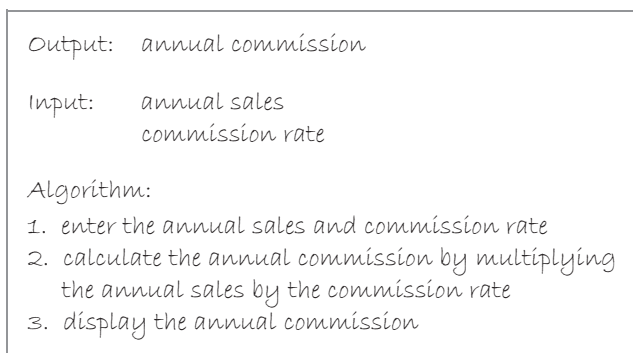 Output: annual commission
Input: annual sales
commission rate
Algorithm:
1. enter the annual sales and commission rate
2. calculate the annual commission by multiplying
the annual sales by the commission rate
3. display the annual commission